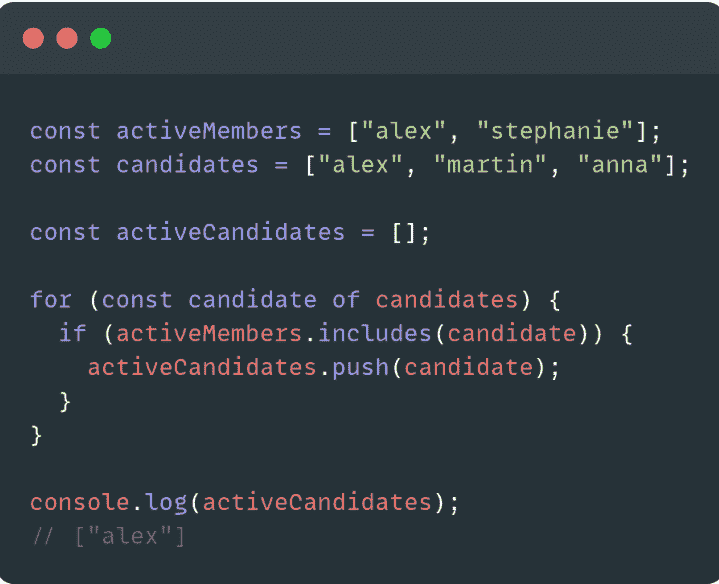 const activeMembers = ["alex", "stephanie"];
const candidates = ["alex", "martin", "anna"];

const activeCandidates = [];

for (const candidate of candidates) {
  if (activeMembers.includes(candidate)) {
    activeCandidates.push(candidate);
  }
}

console.log(activeCandidates);
// ["alex"]